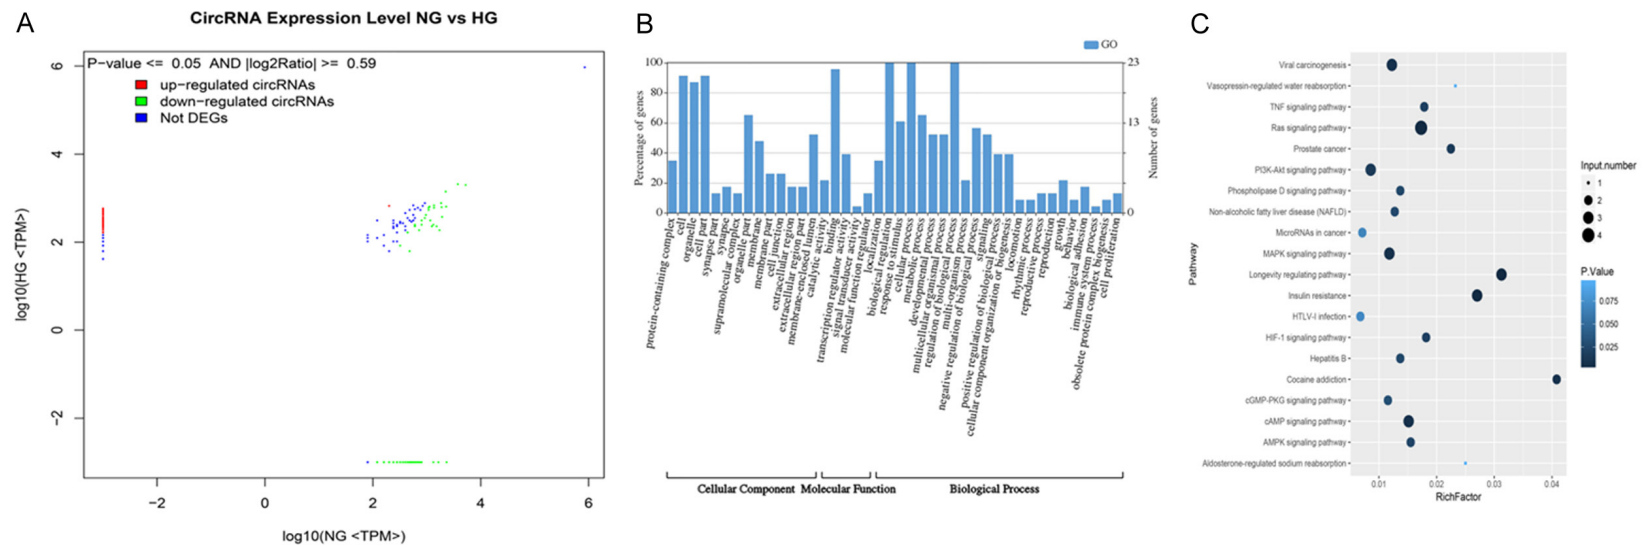 A
CircRNA Expression Level NG vs HG
P-value <= 0.05 AND |log2Ratio| >= 0.59
up-regulated circRNAs
down-regulated circRNAs
Not DEGs
log10(HG <TPM>)
6
4
2
0
−2
−2
0
2
4
6
log10(NG <TPM>)
B
GO
Percentage of genes
100
80
60
40
20
0
23
13
0
Number of genes
protein-containing complex
cell
organelle
cell part
synapse part
synapse
supramolecular complex
organelle part
membrane
membrane part
cell junction
extracellular region
extracellular region part
membrane-enclosed lumen
catalytic activity
binding
transcription regulator activity
signal transducer activity
molecular function regulator
localization
biological regulation
response to stimulus
cellular process
metabolic process
developmental process
multicellular organismal process
regulation of biological process
multi-organism process
negative regulation of biological process
signaling
positive regulation of biological process
cellular component organization or biogenesis
locomotion
rhythmic process
reproductive process
reproduction
growth
behavior
biological adhesion
immune system process
obsolete protein complex biogenesis
cell proliferation
Cellular Component
Molecular Function
Biological Process
C
Pathway
Viral carcinogenesis
Vasopressin-regulated water reabsorption
TNF signaling pathway
Ras signaling pathway
Prostate cancer
PI3K-Akt signaling pathway
Phospholipase D signaling pathway
Non-alcoholic fatty liver disease (NAFLD)
MicroRNAs in cancer
MAPK signaling pathway
Longevity regulating pathway
Insulin resistance
HTLV-I infection
HIF-1 signaling pathway
Hepatitis B
Cocaine addiction
cGMP-PKG signaling pathway
cAMP signaling pathway
AMPK signaling pathway
Aldosterone-regulated sodium reabsorption
0.01
0.02
0.03
0.04
RichFactor
Input.number
1
2
3
4
P.Value
0.075
0.050
0.025